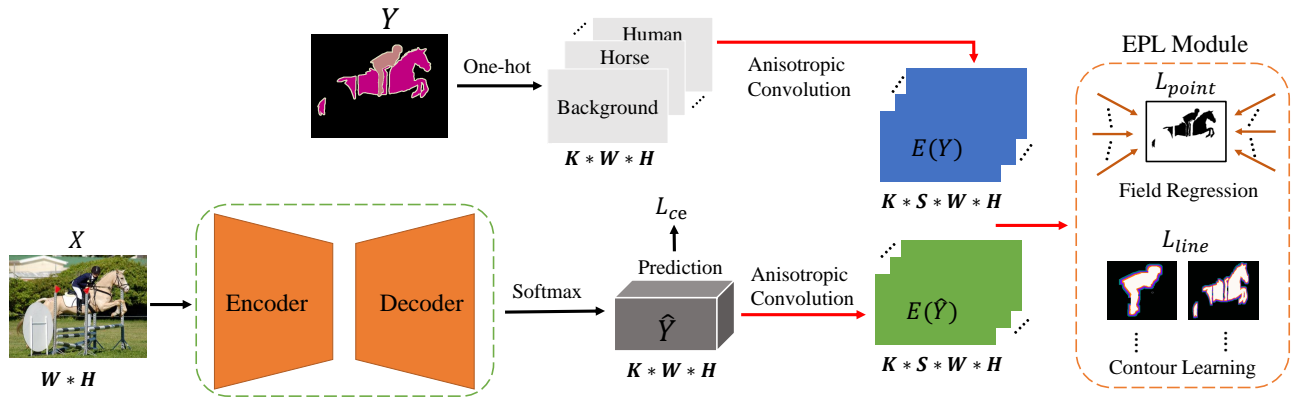 Y
One-hot
Human
Horse
Background
K * W * H
Anisotropic
Convolution
E(Y)
K * S * W * H
EPL Module
L_point
Field Regression
L_line
Contour Learning
X
W * H
Encoder
Decoder
Softmax
L_ce
Prediction
Ŷ
K * W * H
Anisotropic
Convolution
E(Ŷ)
K * S * W * H